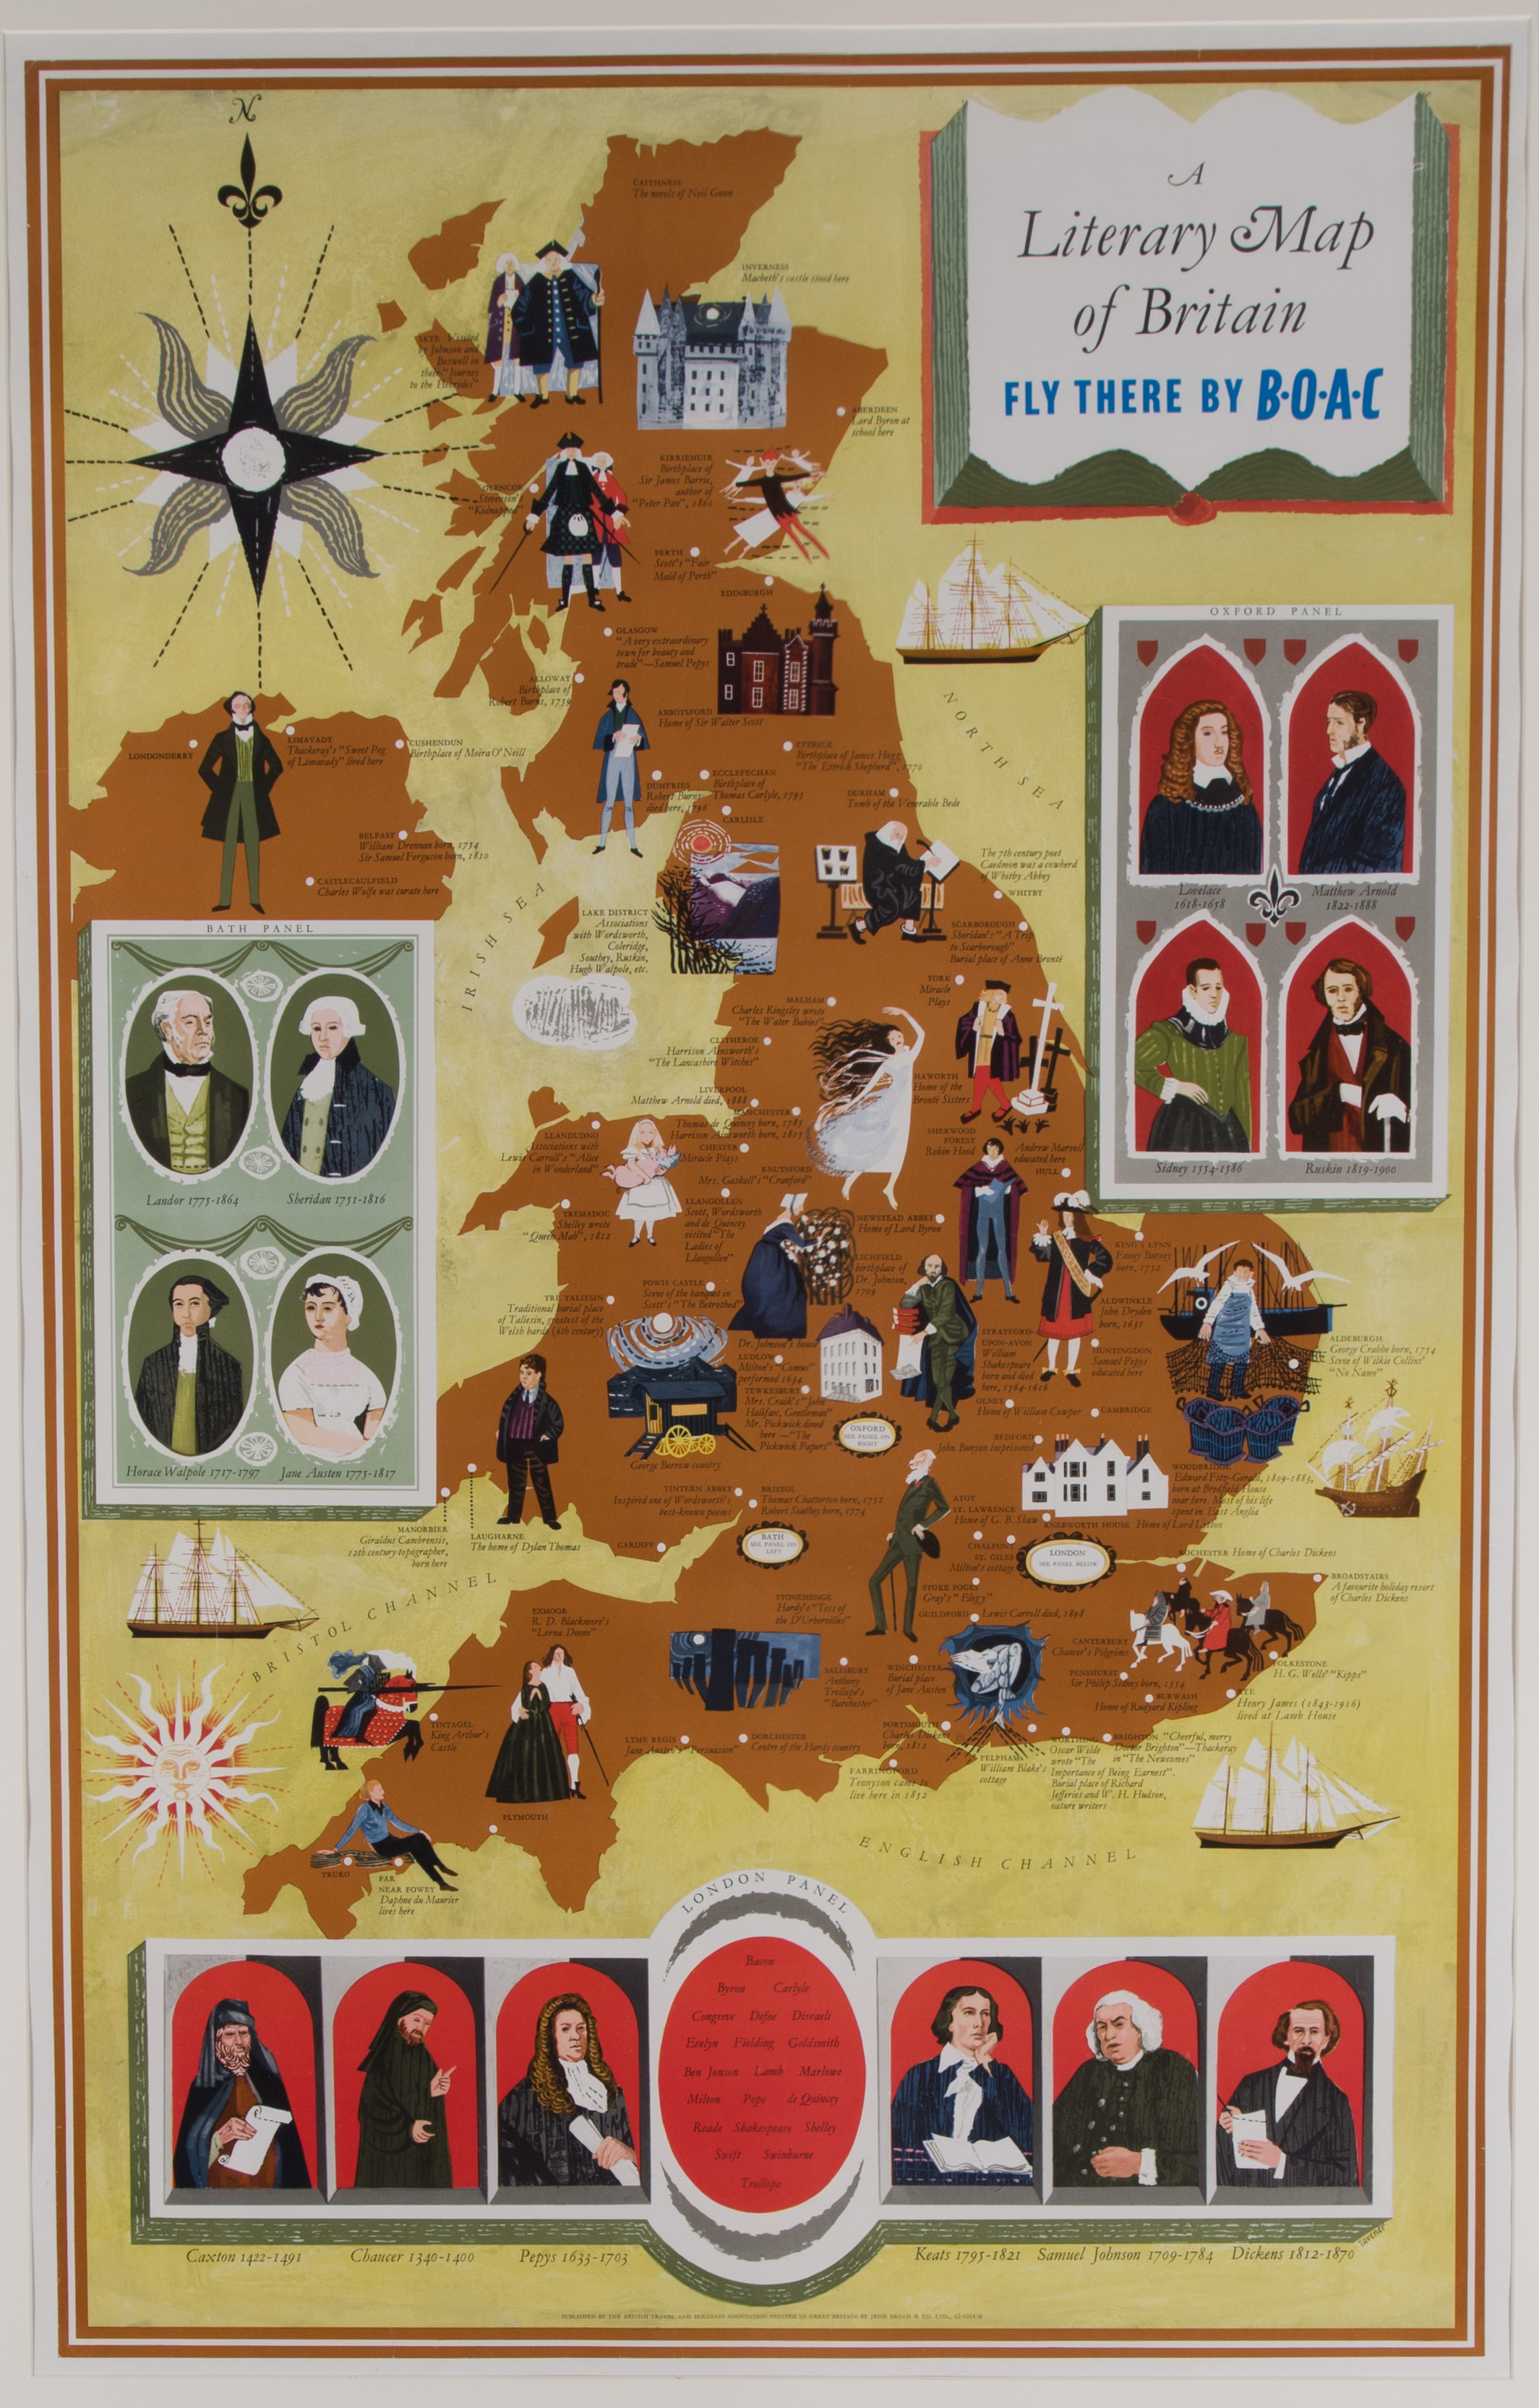 N
A
Literary Map
of Britain
FLY THERE BY B·O·A·C
CAITHNESS
The novels of Neil Gunn
INVERNESS
Macbeth's castle stood here
SKYE Visited
by Johnson and
Boswell in
their "Journey
to the Hebrides"
ABERDEEN
Lord Byron at
school here
KIRRIEMUIR
Birthplace of
Sir James Barrie,
author of
"Peter Pan", 1860
GLENCOE
Stevenson's
"Kidnapped"
PERTH
Scott's "Fair
Maid of Perth"
EDINBURGH
GLASGOW
"A very extraordinary
town for beauty and
trade"—Samuel Pepys
ALLOWAY
Birthplace of
Robert Burns, 1759
ABBOTSFORD
Home of Sir Walter Scott
NORTH SEA
LONDONDERRY
LIMAVADY
Thackeray's "Sweet Peg
of Limavady" lived here
CUSHENDUN
Birthplace of Moira O'Neill
ETTRICK
Birthplace of James Hogg
"The Ettrick Shepherd", 1770
DUMFRIES
Robert Burns
died here, 1796
ECCLEFECHAN
Birthplace of
Thomas Carlyle, 1795
DURHAM
Tomb of the Venerable Bede
CARLISLE
BELFAST
William Drennan born, 1754
Sir Samuel Ferguson born, 1810
CASTLECAULFIELD
Charles Wolfe was curate here
The 7th century poet
Caedmon was a cowherd
of Whitby Abbey
WHITBY
IRISH SEA
LAKE DISTRICT
Associations
with Wordsworth,
Coleridge,
Southey, Ruskin,
Hugh Walpole, etc.
SCARBOROUGH
Sheridan's "A Trip
to Scarborough"
Burial place of Anne Brontë
YORK
Miracle
Plays
MALHAM
Charles Kingsley wrote
"The Water Babies"
CLITHEROE
Harrison Ainsworth's
"The Lancashire Witches"
HAWORTH
Home of the
Brontë Sisters
LIVERPOOL
Matthew Arnold died, 1888
MANCHESTER
Thomas de Quincey born, 1785
Harrison Ainsworth born, 1805
LLANDUDNO
Associations with
Lewis Carroll's "Alice
in Wonderland"
CHESTER
Miracle Plays
KNUTSFORD
Mrs. Gaskell's "Cranford"
SHERWOOD
FOREST
Robin Hood
Andrew Marvell
educated here
HULL
TREMADOC
Shelley wrote
"Queen Mab", 1812
LLANGOLLEN
Scott, Wordsworth
and de Quincey
visited "The
Ladies of
Llangollen"
NEWSTEAD ABBEY
Home of Lord Byron
LICHFIELD
birthplace of
Dr. Johnson,
1709
KING'S LYNN
Fanny Burney
born, 1752
POWIS CASTLE
Scene of the banquet in
Scott's "The Betrothed"
TRE TALIESIN
Traditional burial place
of Taliesin, greatest of the
Welsh bards (6th century)
ALDWINKLE
John Dryden
born, 1631
Dr. Johnson's house
LUDLOW
Milton's "Comus"
performed 1634
STRATFORD-
UPON-AVON
William
Shakespeare
born and died
here, 1564-1616
HUNTINGDON
Samuel Pepys
educated here
ALDEBURGH
George Crabbe born, 1754
Scene of Wilkie Collins'
"No Name"
TEWKESBURY
Mrs. Craik's "John
Halifax, Gentleman"
Mr. Pickwick dined
here —"The
Pickwick Papers"
OLNEY
Home of William Cowper
CAMBRIDGE
OXFORD
SEE PANEL ON
RIGHT
BEDFORD
John Bunyan imprisoned
George Borrow country
WOODBRIDGE
Edward Fitz-Gerald, 1809-1883,
born at Bredfield House
near here. Most of his life
spent in East Anglia
TINTERN ABBEY
Inspired one of Wordsworth's
best-known poems
BRISTOL
Thomas Chatterton born, 1752
Robert Southey born, 1774
AYOT
ST. LAWRENCE
Home of G. B. Shaw
KNEBWORTH HOUSE Home of Lord Lytton
MANORBIER
Giraldus Cambrensis,
12th century topographer,
born here
LAUGHARNE
The home of Dylan Thomas
CARDIFF
BATH
SEE PANEL ON
LEFT
CHALFONT
ST. GILES
Milton's cottage
LONDON
SEE PANEL BELOW
ROCHESTER Home of Charles Dickens
BROADSTAIRS
A favourite holiday resort
of Charles Dickens
BRISTOL CHANNEL
STONEHENGE
Hardy's "Tess of
the D'Urbervilles"
STOKE POGES
Gray's "Elegy"
GUILDFORD
Lewis Carroll died, 1898
EXMOOR
R. D. Blackmore's
"Lorna Doone"
CANTERBURY
Chaucer's Pilgrims
FOLKESTONE
H. G. Wells' "Kipps"
SALISBURY
Anthony
Trollope's
"Barchester"
WINCHESTER
Burial place
of Jane Austen
PENSHURST
Sir Philip Sidney born, 1554
BURWASH
Home of Rudyard Kipling
RYE
Henry James (1843-1916)
lived at Lamb House
TINTAGEL
King Arthur's
Castle
LYME REGIS
Jane Austen's "Persuasion"
DORCHESTER
Centre of the Hardy country
PORTSMOUTH
Charles Dickens
born, 1812
FARRINGFORD
Tennyson came to
live here in 1852
FELPHAM
William Blake's
cottage
WORTHING
Oscar Wilde
wrote "The
Importance of Being Earnest".
Burial place of Richard
Jefferies and W. H. Hudson,
nature writers
BRIGHTON "Cheerful, merry
Doctor Brighton"—Thackeray
in "The Newcomes"
PLYMOUTH
TRURO
PAR
NEAR FOWEY
Daphne du Maurier
lives here
ENGLISH CHANNEL
OXFORD PANEL
Lovelace
1618-1658
Matthew Arnold
1822-1888
Sidney 1554-1586
Ruskin 1819-1900
BATH PANEL
Landor 1775-1864
Sheridan 1751-1816
Horace Walpole 1717-1797
Jane Austen 1775-1817
LONDON PANEL
Bacon
Byron Carlyle
Congreve Defoe Disraeli
Evelyn Fielding Goldsmith
Ben Jonson Lamb Marlowe
Milton Pope de Quincey
Reade Shakespeare Shelley
Swift Swinburne
Trollope
Caxton 1422-1491
Chaucer 1340-1400
Pepys 1633-1703
Keats 1795-1821
Samuel Johnson 1709-1784
Dickens 1812-1870
Taverner
PUBLISHED BY THE BRITISH TRAVEL AND HOLIDAYS ASSOCIATION PRINTED IN GREAT BRITAIN BY JESSE BROAD & CO. LTD.,